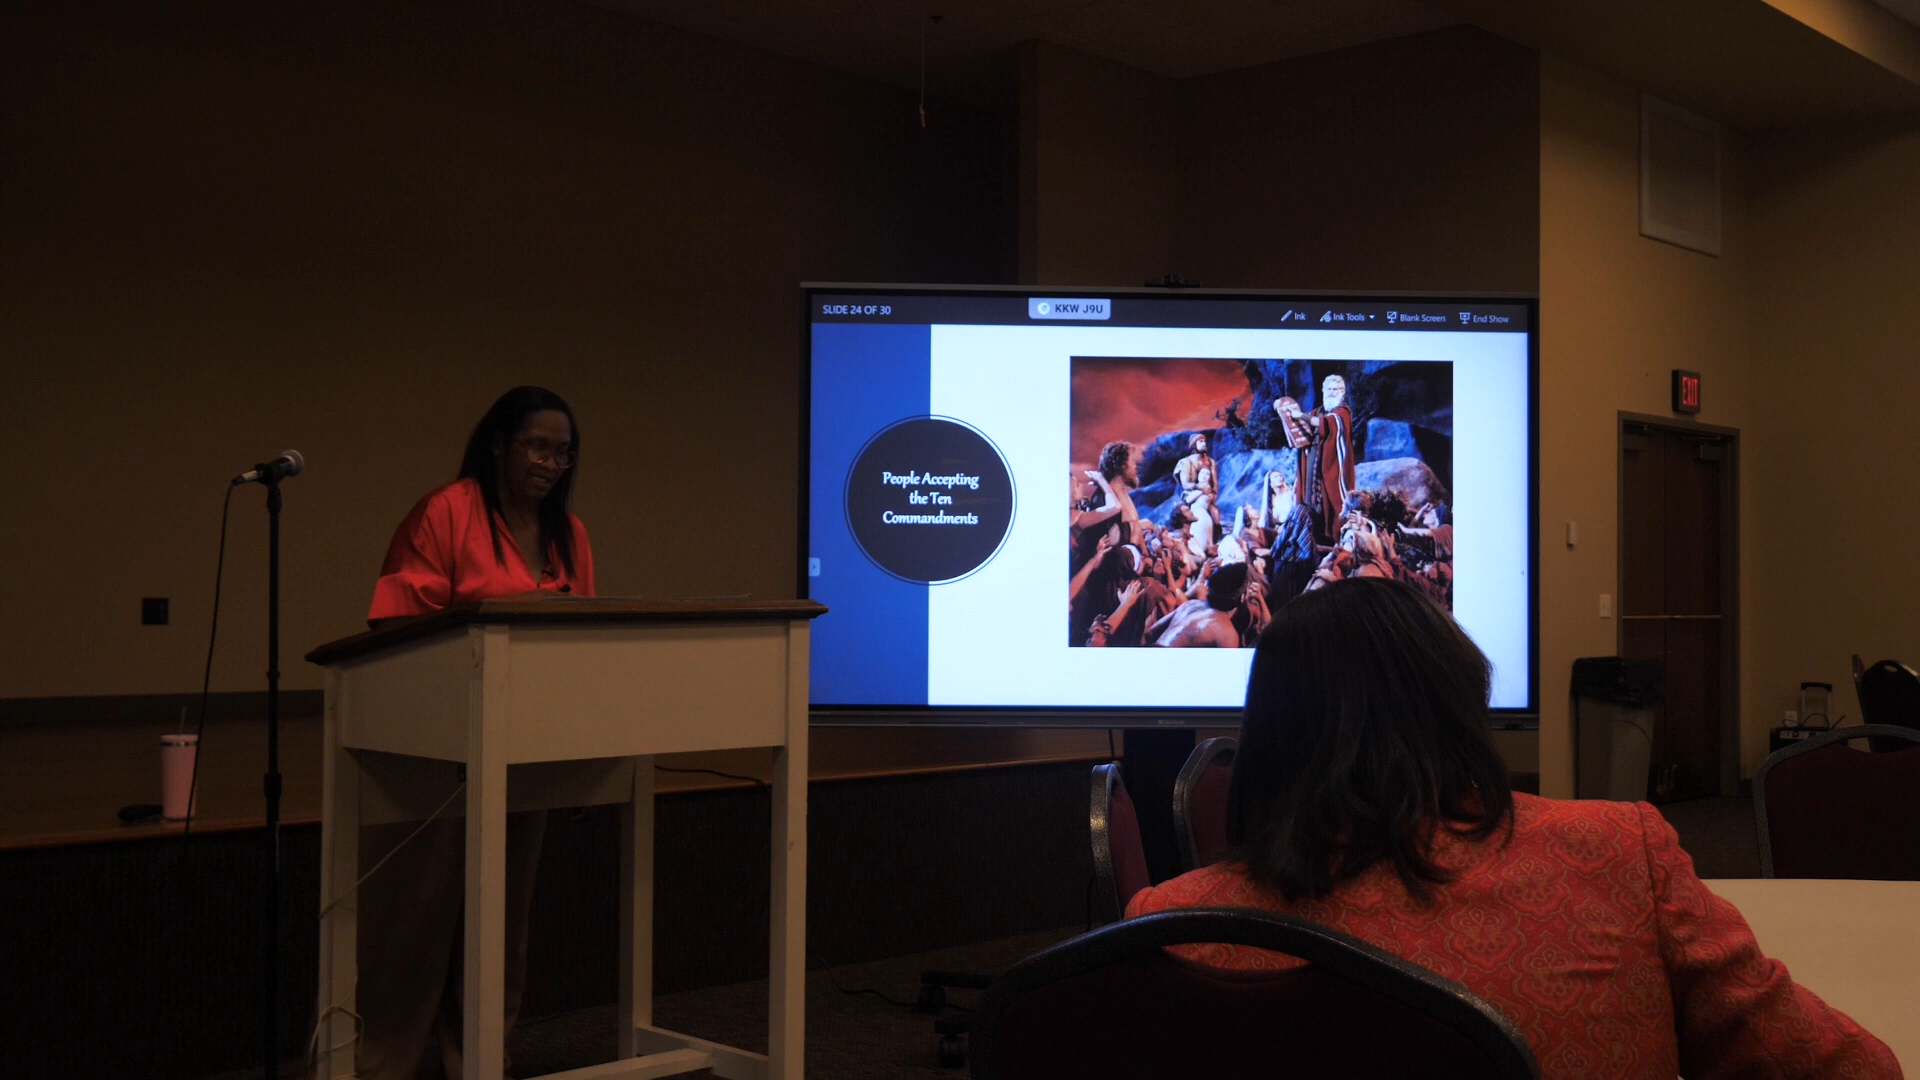 SLIDE 24 OF 30
KKW J9U
Ink
Ink Tools
Blank Screen
End Show
People Accepting
the Ten
Commandments
EXIT